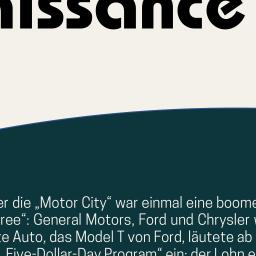 issance
er die „Motor City“ war einmal eine boome
ree“: General Motors, Ford und Chrysler
te Auto, das Model T von Ford, läutete ab
Five-Dollar-Day-Program“ ein: der Lohn e